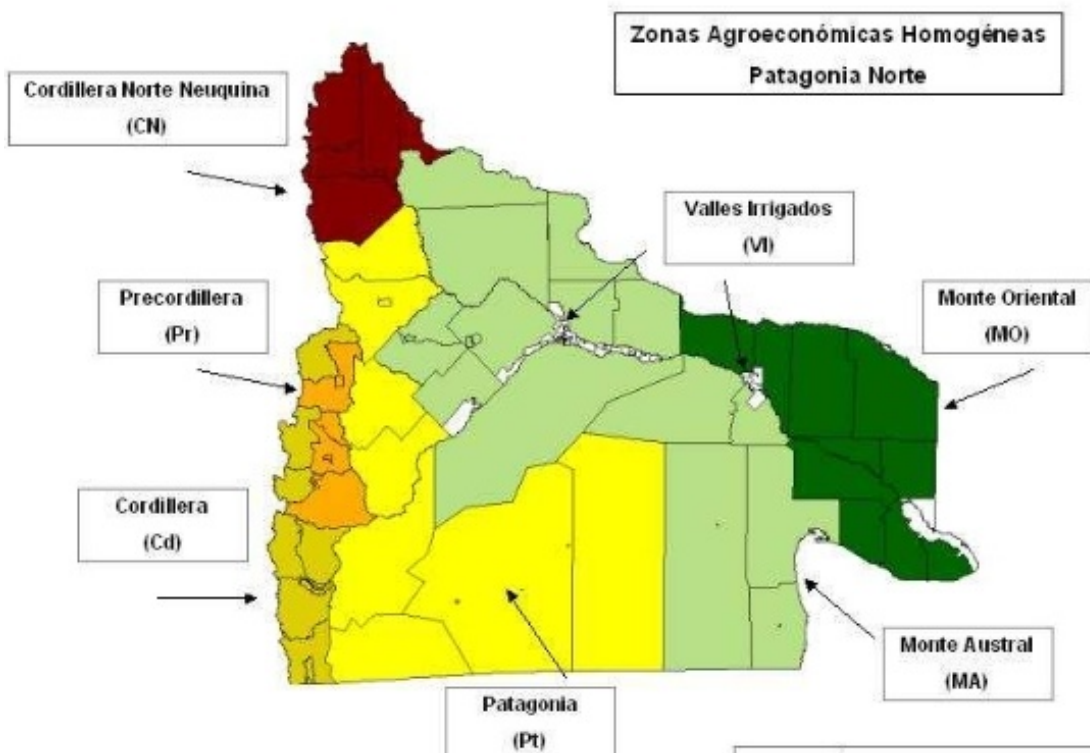 Zonas Agroeconómicas Homogéneas
Patagonia Norte
Cordillera Norte Neuquina
(CN)
Valles Irrigados
(VI)
Precordillera
(Pr)
Monte Oriental
(MO)
Cordillera
(Cd)
Monte Austral
(MA)
Patagonia
(Pt)